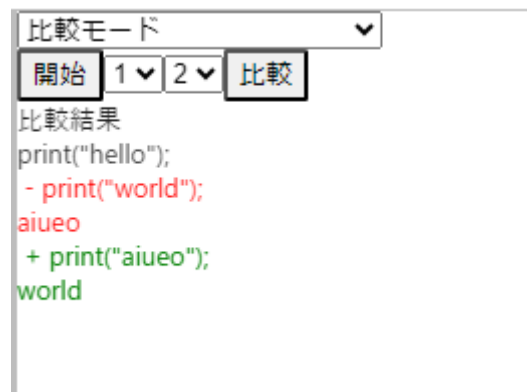 比較モード
開始 1 2 比較
比較結果
print("hello");
- print("world");
aiueo
+ print("aiueo");
world